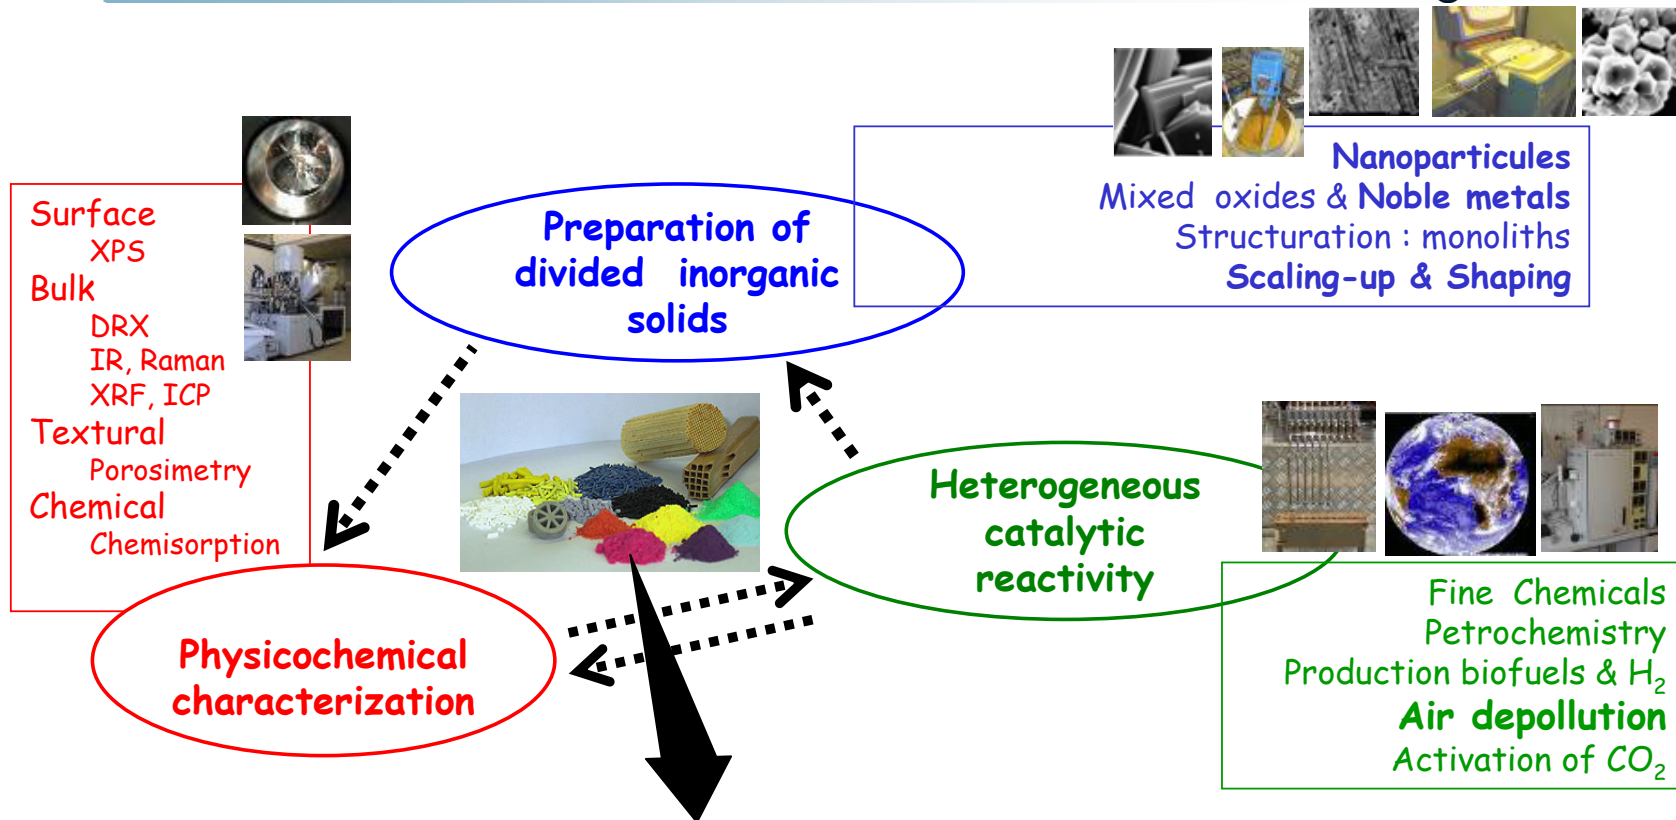 Surface
XPS
Bulk
DRX
IR, Raman
XRF, ICP
Textural
Porosimetry
Chemical
Chemisorption
Preparation of
divided inorganic
solids
Nanoparticules
Mixed oxides & Noble metals
Structuration : monoliths
Scaling-up & Shaping
Heterogeneous
catalytic
reactivity
Physicochemical
characterization
Fine Chemicals
Petrochemistry
Production biofuels & H₂
Air depollution
Activation of CO₂